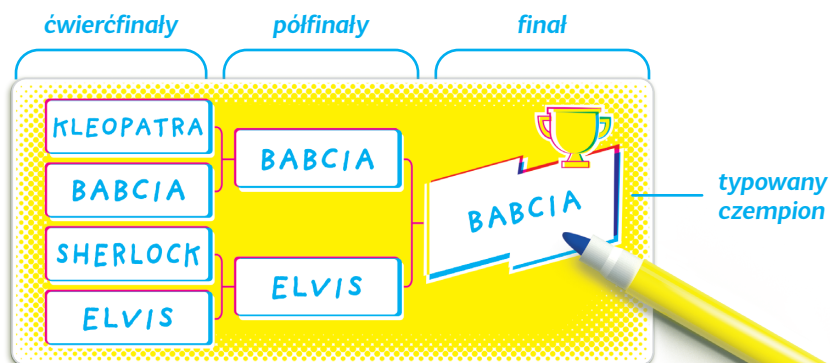 ćwierćfinały
półfinały
finał
KLEOPATRA
BABCIA
SHERLOCK
ELVIS
BABCIA
ELVIS
BABCIA
typowany
czempion